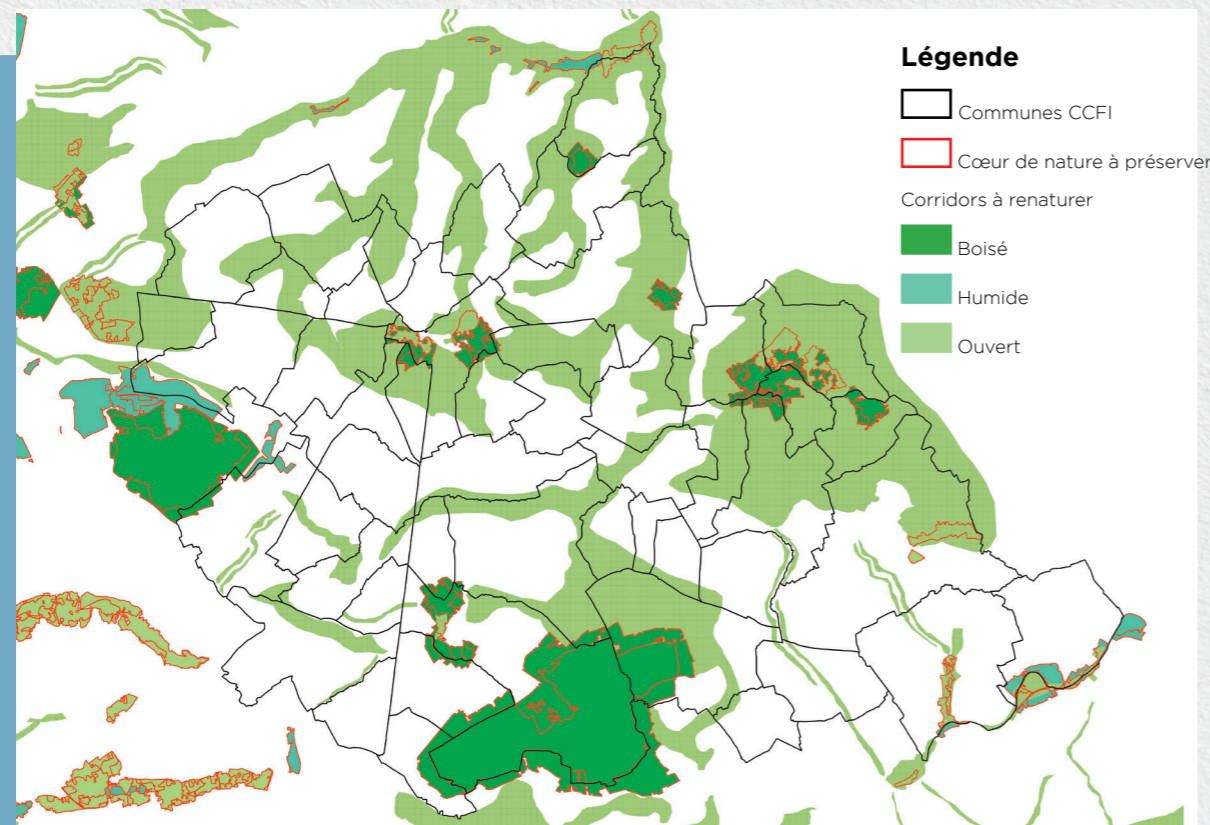 Légende
Communes CCFI
Cœur de nature à préserver
Corridors à renaturer
Boisé
Humide
Ouvert